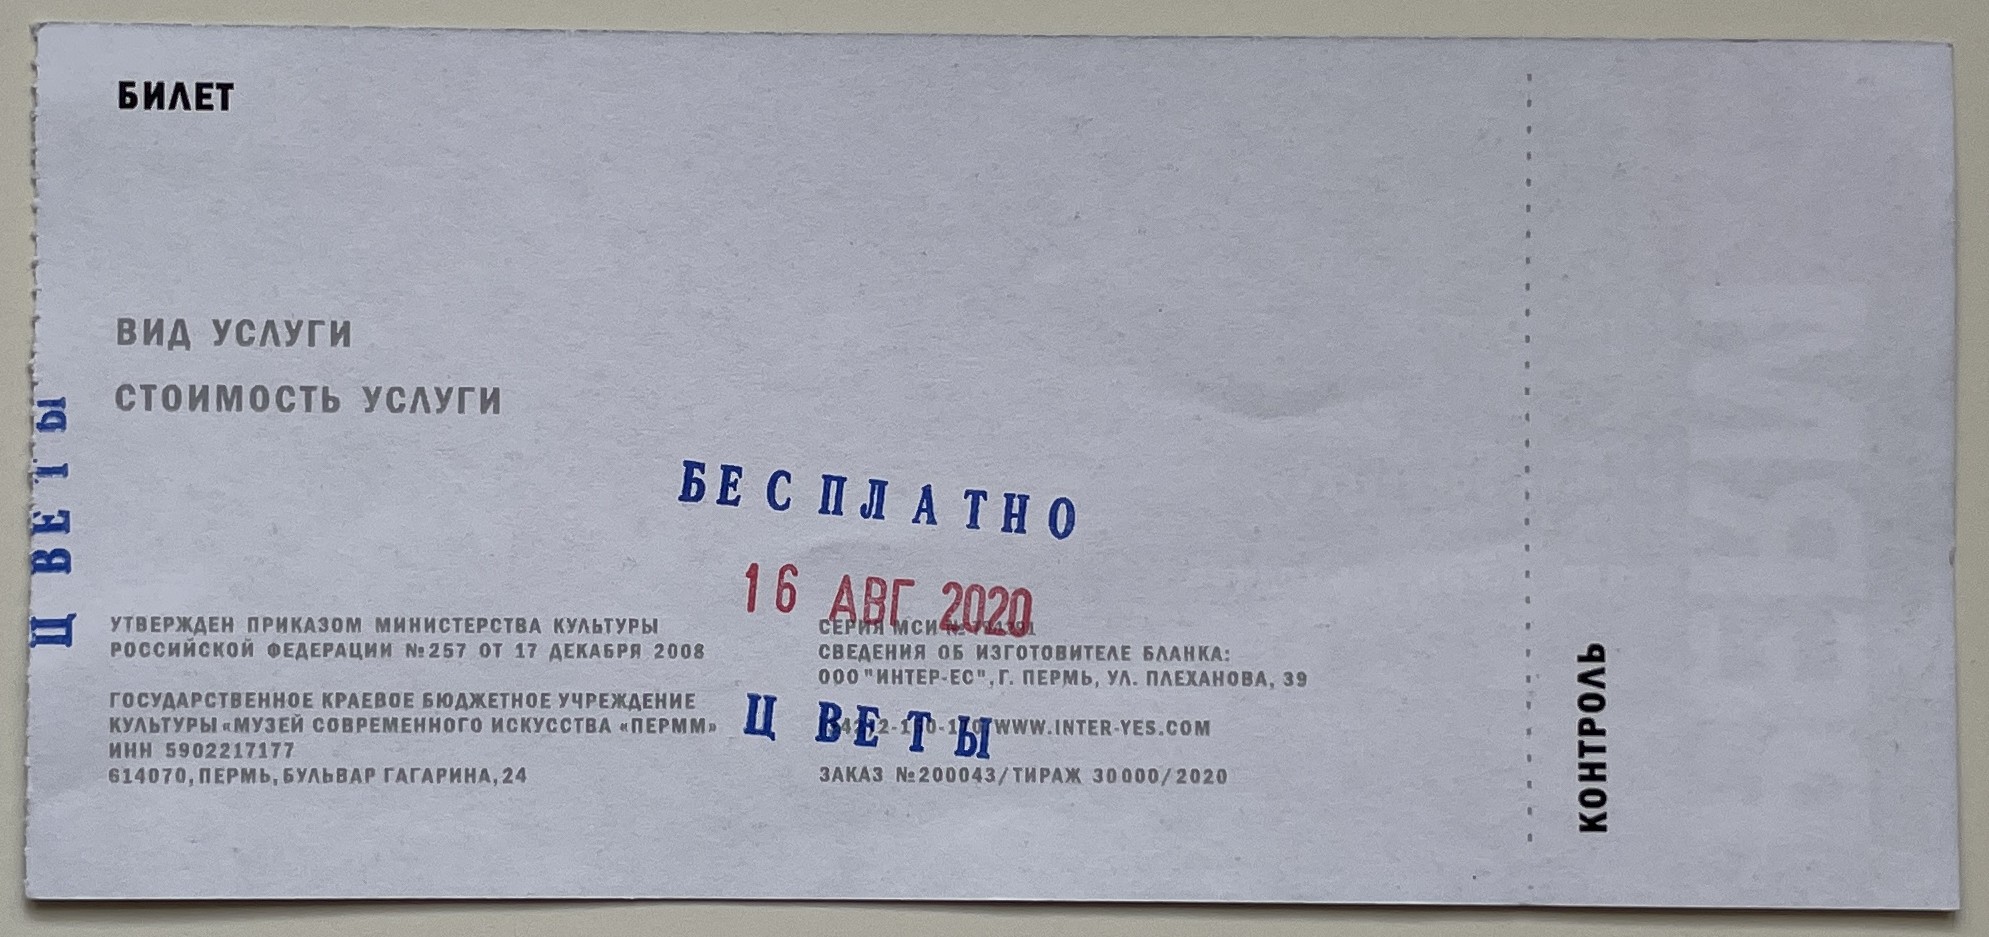 БИЛЕТ
ВИД УСЛУГИ
СТОИМОСТЬ УСЛУГИ
ЦВЕТЫ
БЕСПЛАТНО
16 АВГ 2020
УТВЕРЖДЕН ПРИКАЗОМ МИНИСТЕРСТВА КУЛЬТУРЫ
РОССИЙСКОЙ ФЕДЕРАЦИИ №257 ОТ 17 ДЕКАБРЯ 2008
ГОСУДАРСТВЕННОЕ КРАЕВОЕ БЮДЖЕТНОЕ УЧРЕЖДЕНИЕ
КУЛЬТУРЫ «МУЗЕЙ СОВРЕМЕННОГО ИСКУССТВА «ПЕРММ»
ИНН 5902217177
614070, ПЕРМЬ, БУЛЬВАР ГАГАРИНА, 24
СЕРИЯ МСИ №
СВЕДЕНИЯ ОБ ИЗГОТОВИТЕЛЕ БЛАНКА:
ООО "ИНТЕР-ЕС", Г. ПЕРМЬ, УЛ. ПЛЕХАНОВА, 39
ЦВЕТЫ
WWW.INTER-YES.COM
ЗАКАЗ №200043/ТИРАЖ 30000/2020
КОНТРОЛЬ